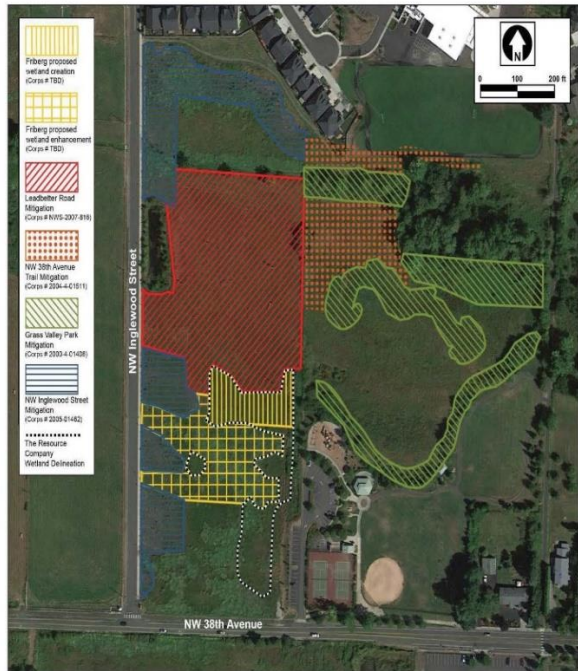 Friberg proposed
wetland creation
(Corps # TBD)
Friberg proposed
wetland enhancement
(Corps # TBD)
Leadbetter Road
Mitigation
(Corps # NWS-2007-816)
NW 38th Avenue
Trail Mitigation
(Corps # 2004-4-01611)
Grass Valley Park
Mitigation
(Corps # 2003-4-01408)
NW Inglewood Street
Mitigation
(Corps # 2005-01462)
The Resource
Company
Wetland Delineation
N
0 100 200 ft
NW Inglewood Street
NW 38th Avenue